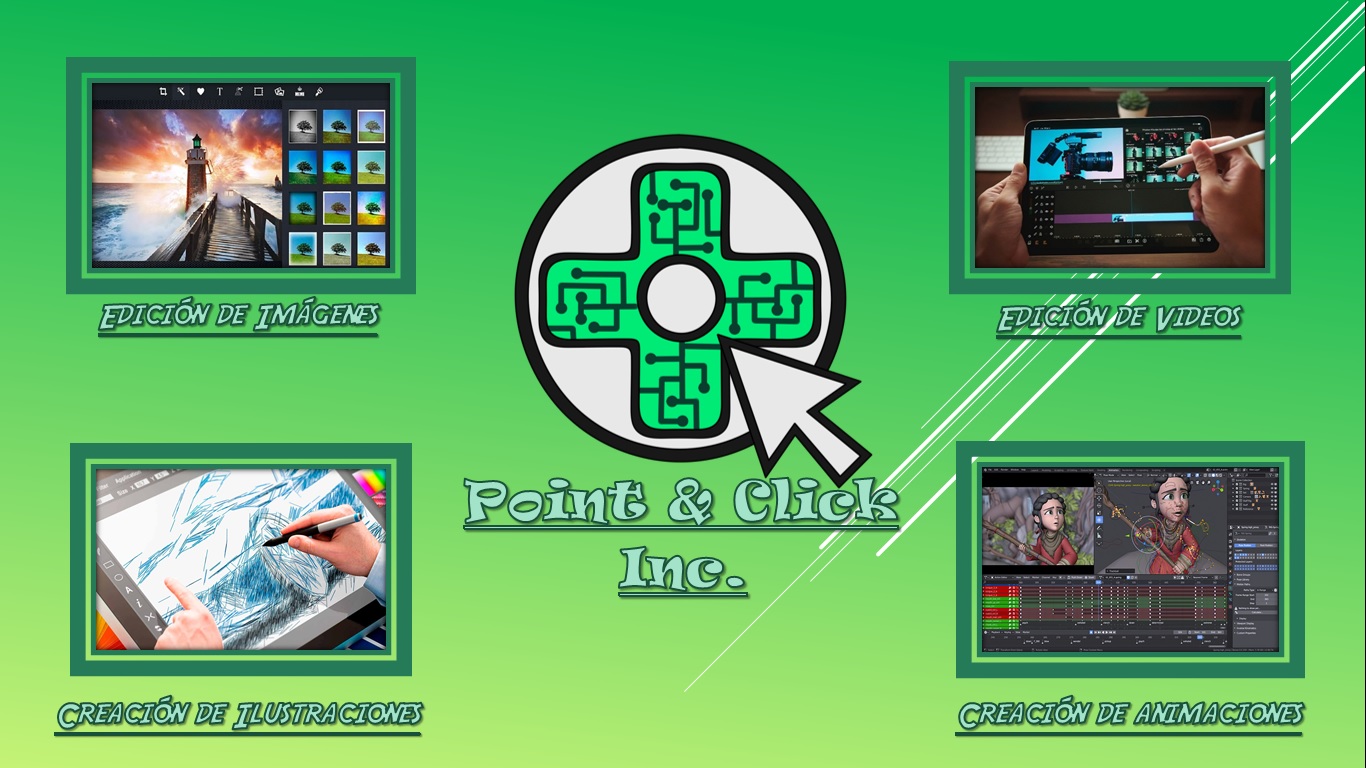 Edición de Imágenes
Edición de Videos
Point & Click
Inc.
Creación de Ilustraciones
Creación de animaciones